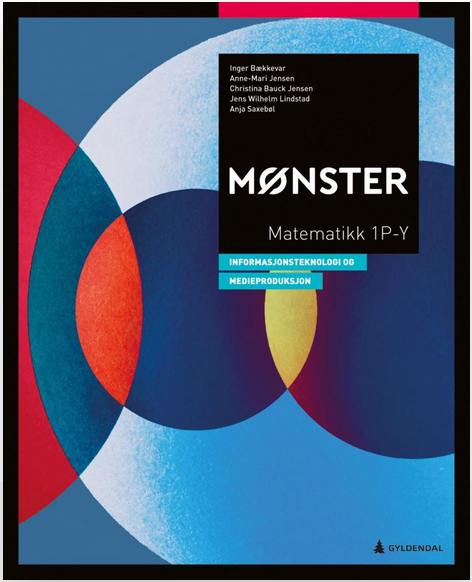 Inger Bækkevar
Anne-Mari Jensen
Christina Bauck Jensen
Jens Wilhelm Lindstad
Anja Saxebøl
MØNSTER
Matematikk 1P-Y
INFORMASJONSTEKNOLOGI OG
MEDIEPRODUKSJON
GYLDENDAL